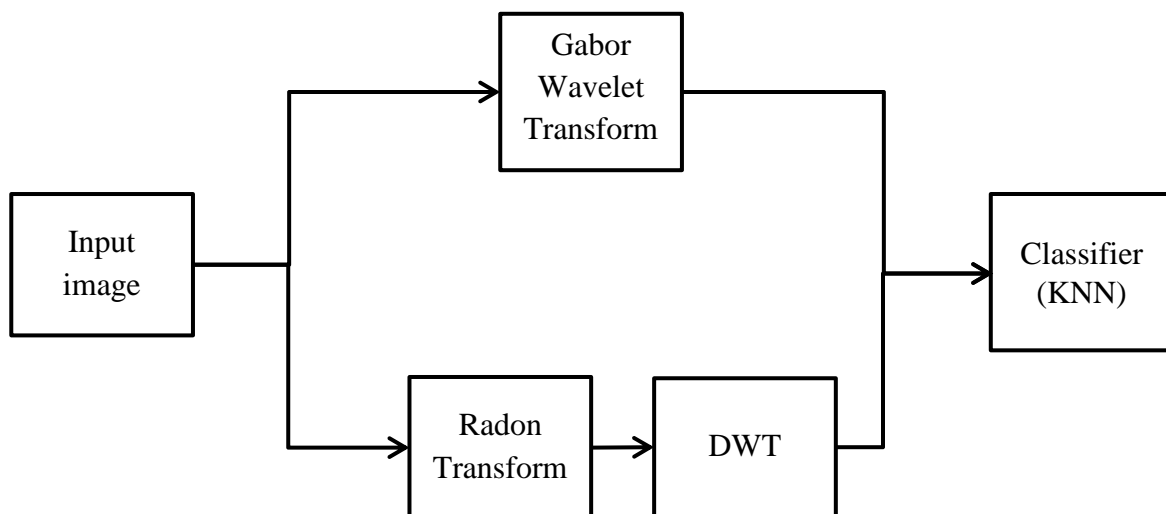 Gabor
Wavelet
Transform
Input
image
Classifier
(KNN)
Radon
Transform
DWT